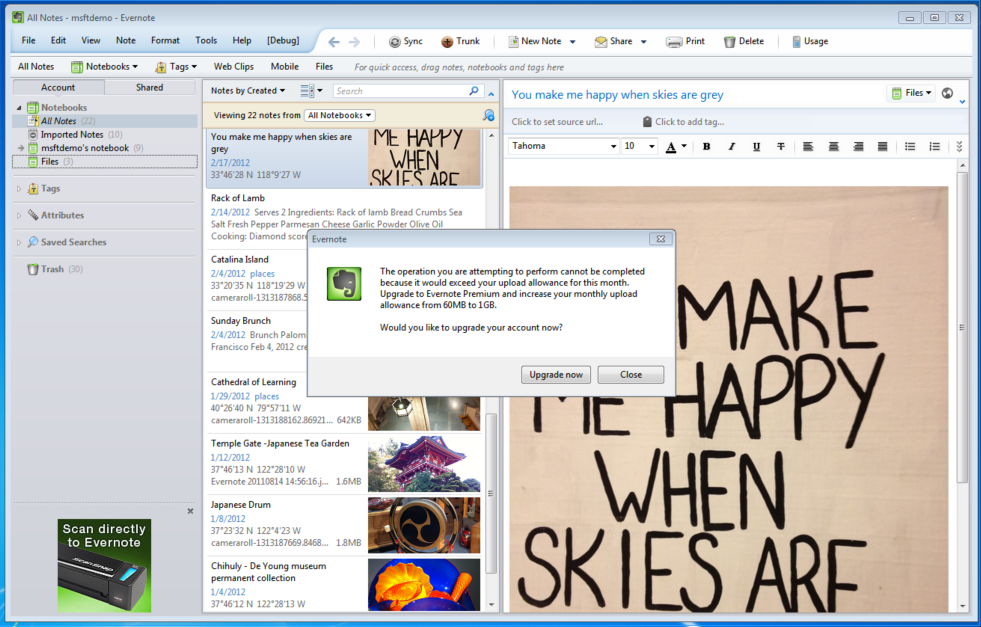 All Notes - msftdemo - Evernote
File Edit View Note Format Tools Help [Debug] Sync Trunk New Note Share Print Delete Usage
All Notes Notebooks Tags Web Clips Mobile Files For quick access, drag notes, notebooks and tags here
Account Shared
Notebooks
All Notes (22)
Imported Notes (10)
msftdemo's notebook (9)
Files (3)
Tags
Attributes
Saved Searches
Trash (30)
Scan directly
to Evernote
Notes by Created Search
Viewing 22 notes from All Notebooks
You make me happy when skies are
grey
2/17/2012
33°46'28 N 118°9'27 W
ME HAPPY
WHEN
SKIES ARE
Rack of Lamb
2/14/2012 Serves 2 Ingredients: Rack of lamb Bread Crumbs Sea
Salt Fresh Pepper Parmesan Cheese Garlic Powder Olive Oil
Cooking: Diamond score
Catalina Island
2/4/2012 places
33°20'35 N 118°19'29 W
cameraroll-1313187868.5
Sunday Brunch
2/4/2012 Brunch Palom
Francisco Feb 4, 2012 cre
Cathedral of Learning
1/29/2012 places
40°26'40 N 79°57'11 W
cameraroll-1313188162.86921... 642KB
Temple Gate -Japanese Tea Garden
1/12/2012
37°46'13 N 122°28'10 W
Evernote 20110814 14:56:16.j... 1.6MB
Japanese Drum
1/8/2012
37°23'32 N 122°4'23 W
cameraroll-1313187669.8468... 1.8MB
Chihuly - De Young museum
permanent collection
1/4/2012
37°46'12 N 122°28'13 W
Evernote
The operation you are attempting to perform cannot be completed
because it would exceed your upload allowance for this month.
Upgrade to Evernote Premium and increase your monthly upload
allowance from 60MB to 1GB.
Would you like to upgrade your account now?
Upgrade now Close
You make me happy when skies are grey
Files
Click to set source url... Click to add tag...
Tahoma 10 A B I U T
MAKE
ME HAPPY
WHEN
SKIES ARE